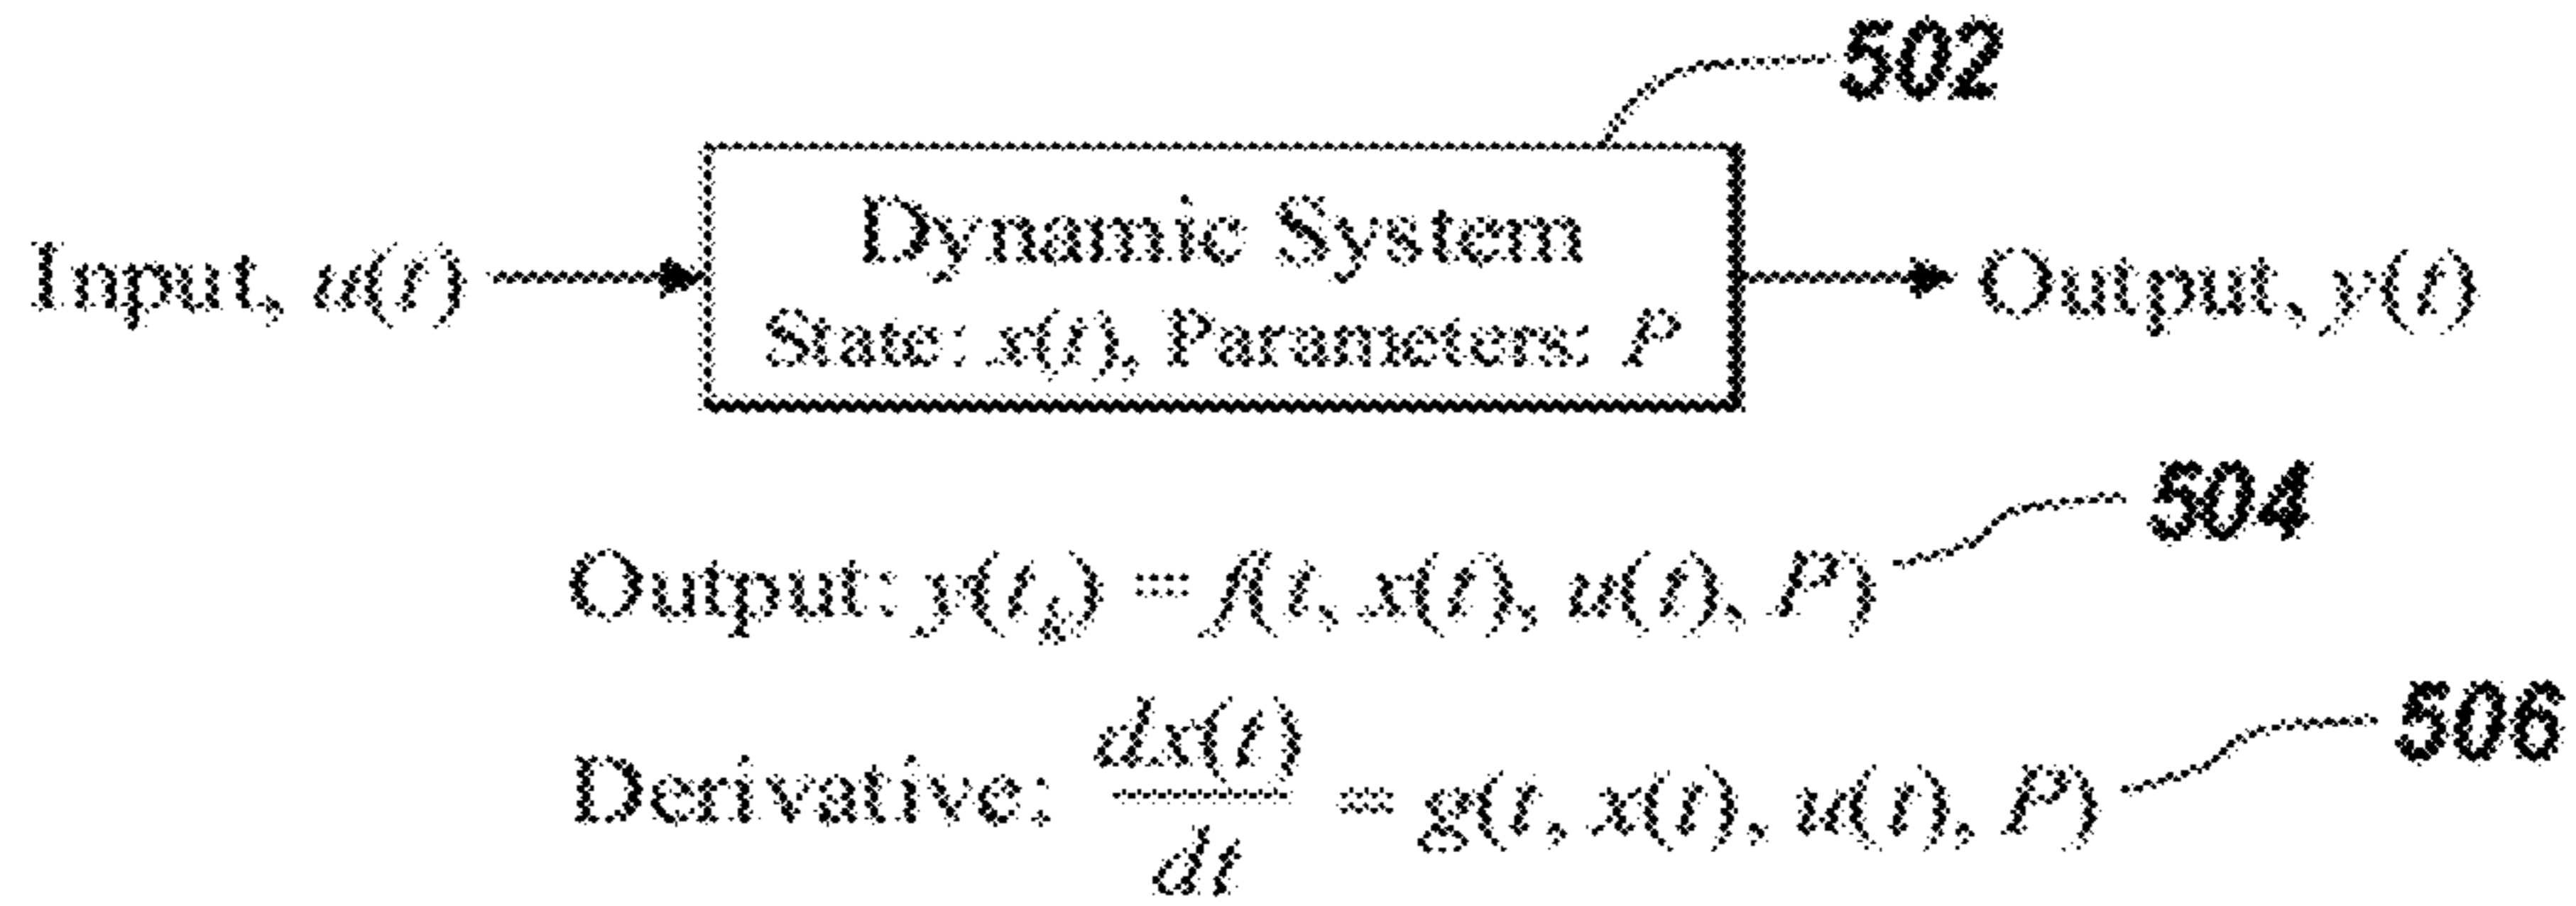 502
Dynamic System
Input, u(t)
Output, y(t)
State: x(t), Parameters: P
504
Output: y(t_k) = f(t, x(t), u(t), P)
506
Derivative: dx(t)/dt = g(t, x(t), u(t), P)